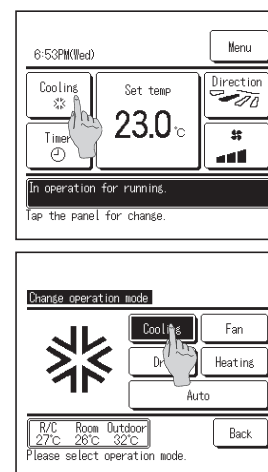 6:53PM(Wed)
Menu
Cooling
Set temp
Direction
Timer
23.0°C
In operation for running.
Tap the panel for change.
Change operation mode
Cooling
Fan
Heating
Auto
R/C Room Outdoor
27°C 26°C 32°C
Back
Please select operation mode.